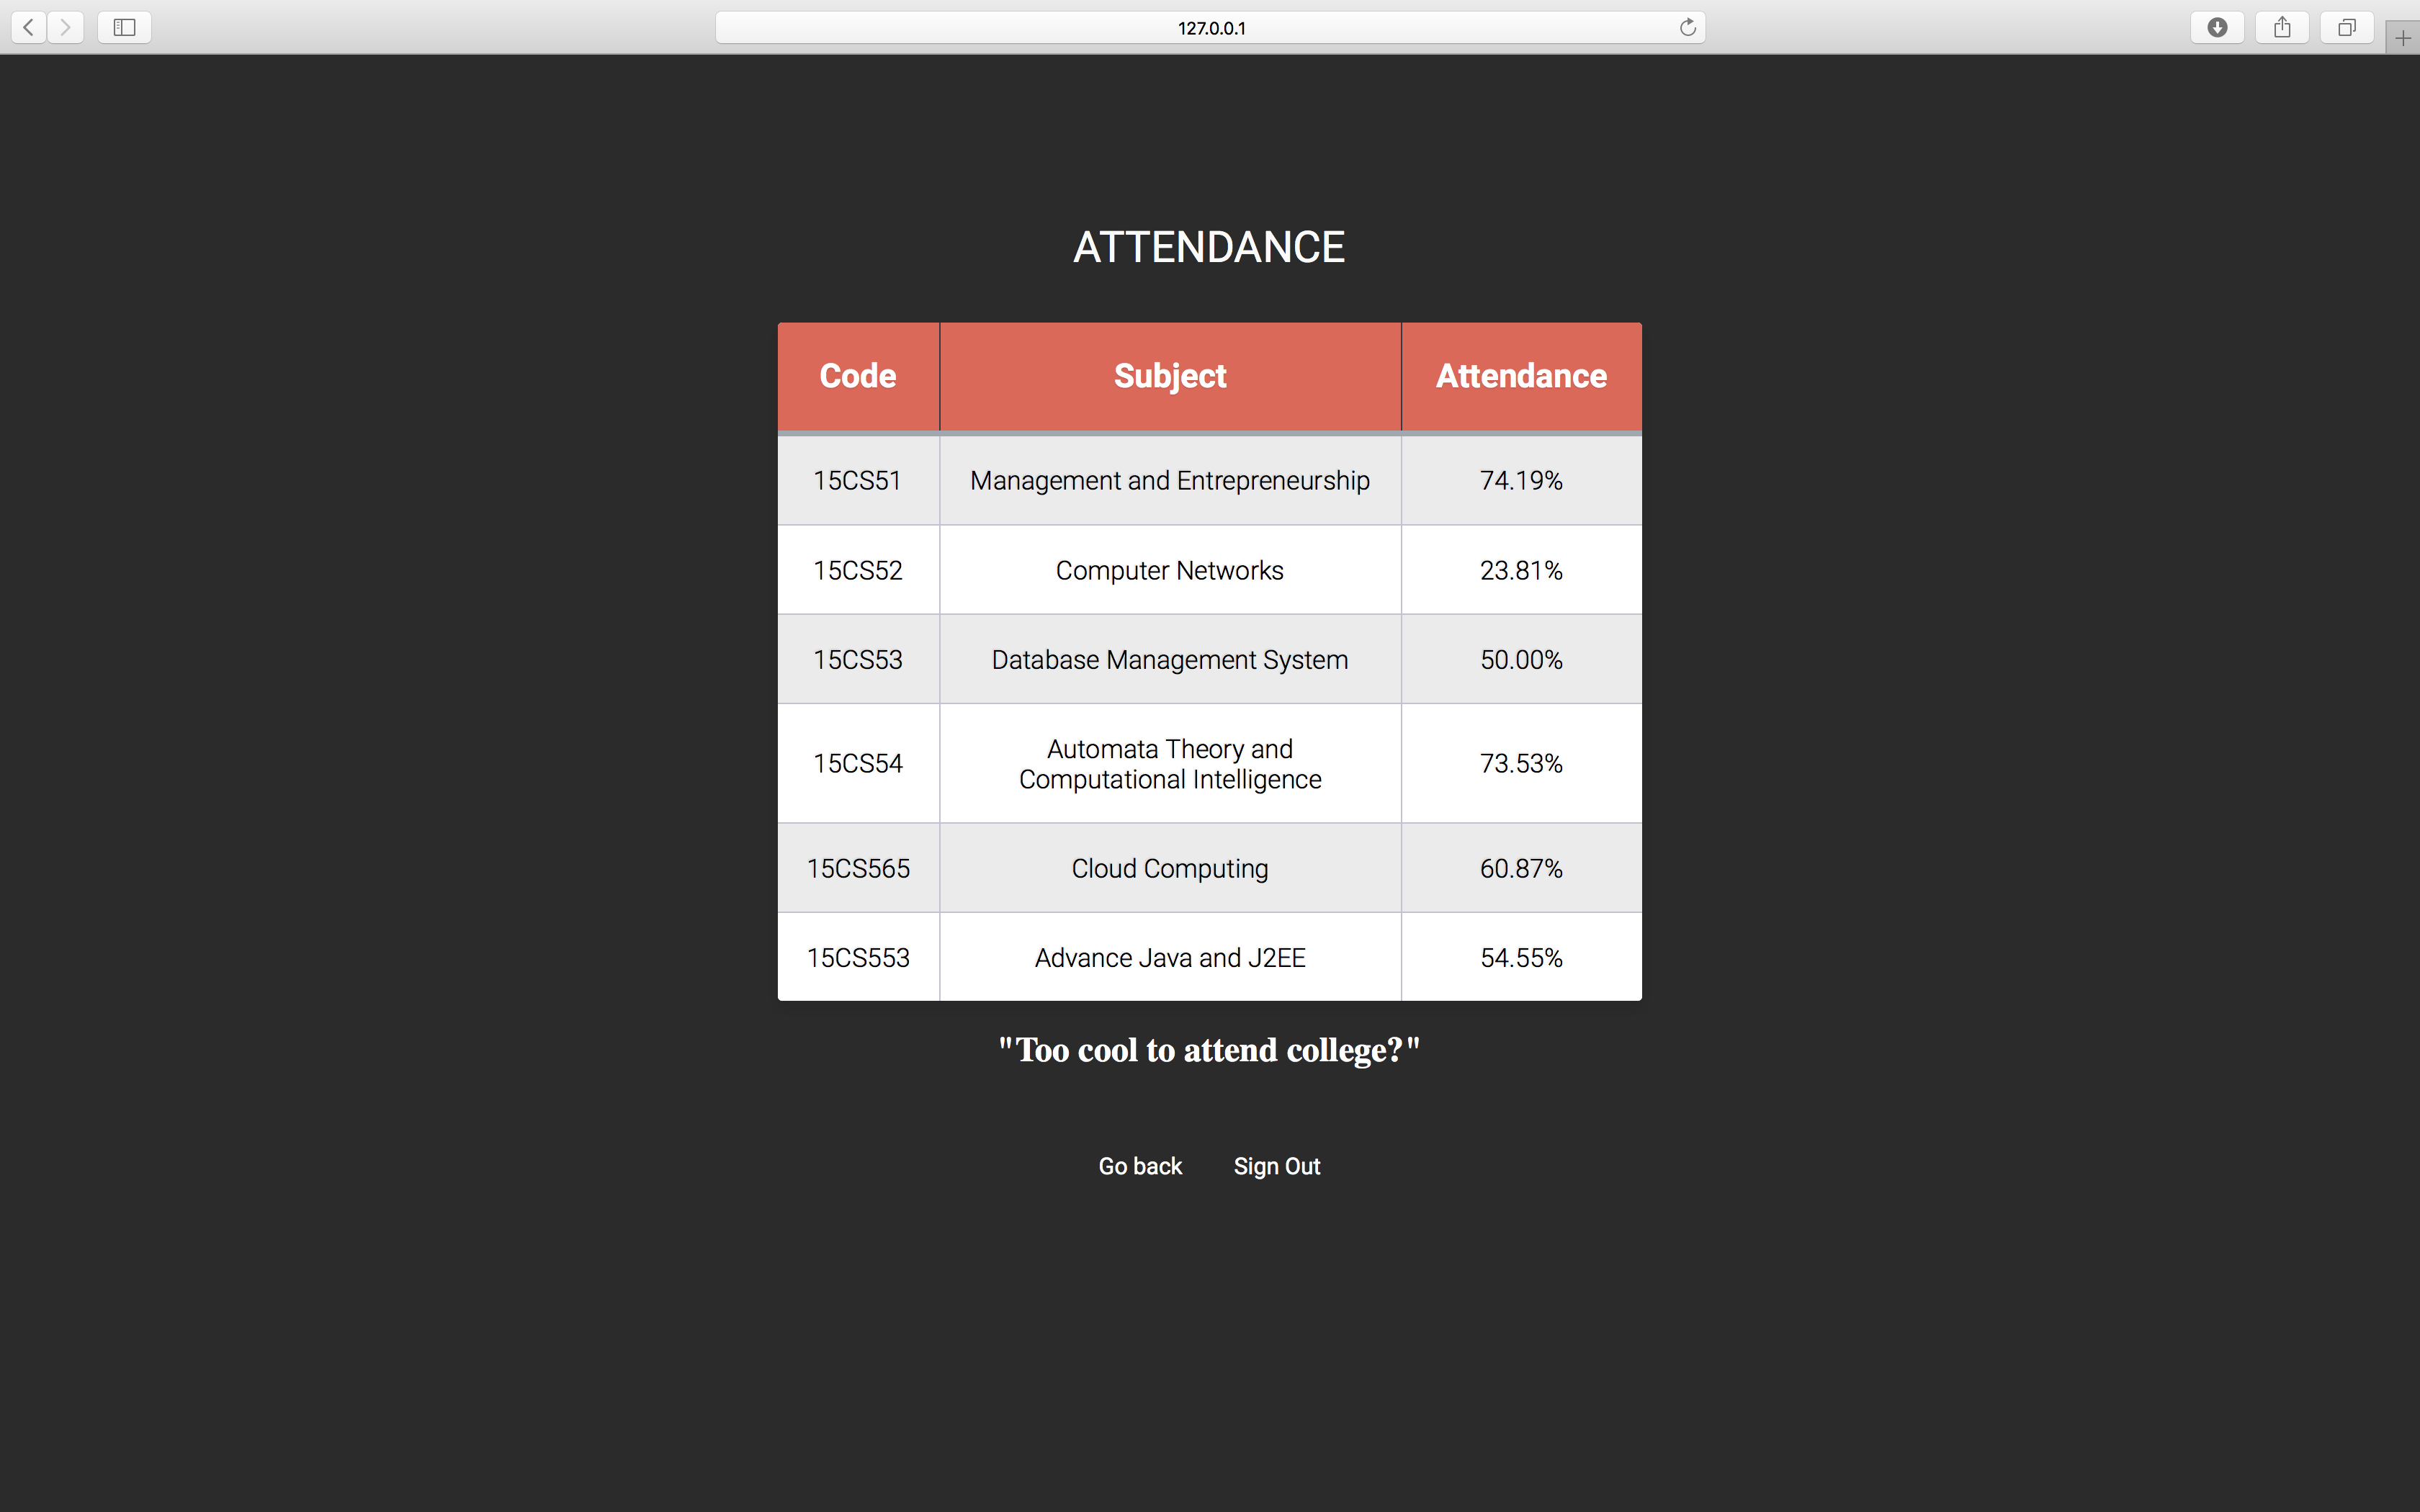 127.0.0.1
ATTENDANCE
Code Subject Attendance
15CS51 Management and Entrepreneurship 74.19%
15CS52 Computer Networks 23.81%
15CS53 Database Management System 50.00%
15CS54 Automata Theory and
Computational Intelligence 73.53%
15CS565 Cloud Computing 60.87%
15CS553 Advance Java and J2EE 54.55%
"Too cool to attend college?"
Go back Sign Out